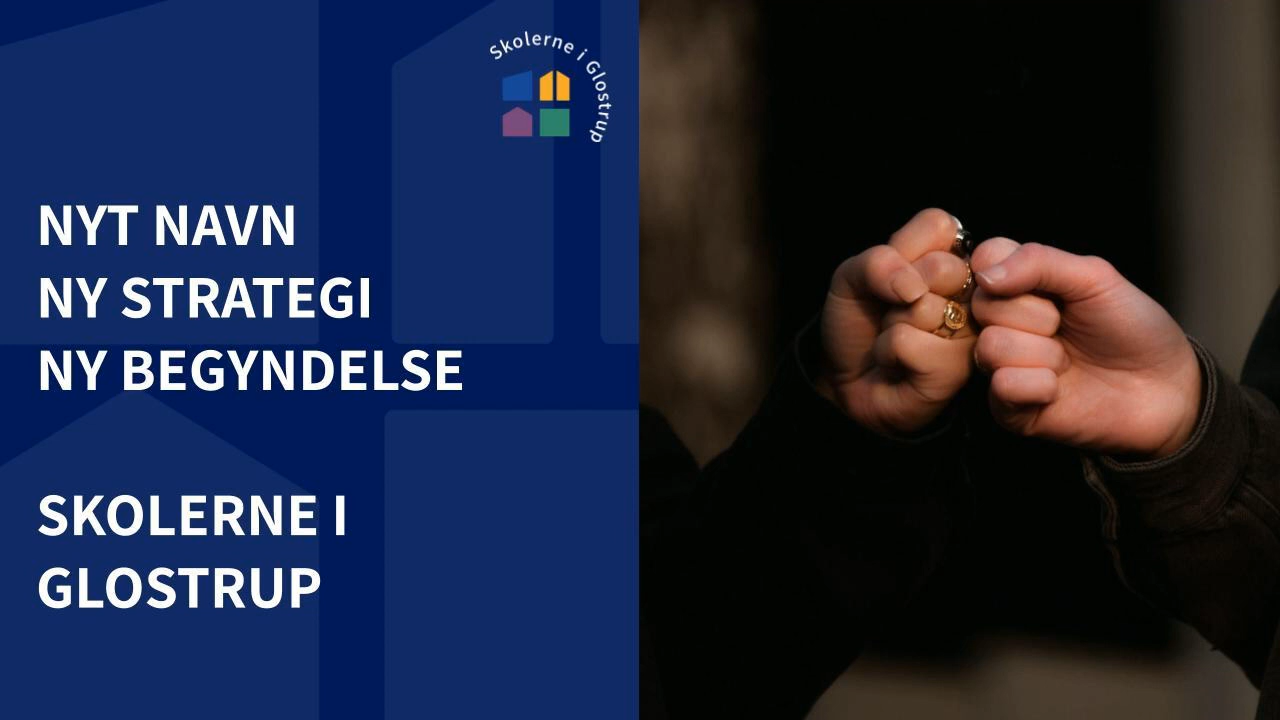 Skolerne i Glostrup
NYT NAVN
NY STRATEGI
NY BEGYNDELSE
SKOLERNE I
GLOSTRUP